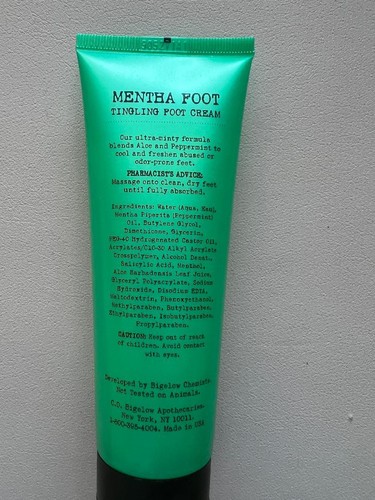 MENTHA FOOT
TINGLING FOOT CREAM
Our ultra-minty formula
blends Aloe and Peppermint to
cool and freshen abused or
odor-prone feet.
PHARMACIST'S ADVICE:
Massage onto clean, dry feet
until fully absorbed.
Ingredients: Water (Aqua, Eau),
Mentha Piperita (Peppermint)
Oil, Butylene Glycol,
Dimethicone, Glycerin,
PEG-40 Hydrogenated Castor Oil,
Acrylates/C10-30 Alkyl Acrylate
Crosspolymer, Alcohol Denat.,
Salicylic Acid, Menthol,
Aloe Barbadensis Leaf Juice,
Glyceryl Polyacrylate, Sodium
Hydroxide, Disodium EDTA,
Maltodextrin, Phenoxyethanol,
Methylparaben, Butylparaben,
Ethylparaben, Isobutylparaben,
Propylparaben.
CAUTION: Keep out of reach
of children. Avoid contact
with eyes.
Developed by Bigelow Chemists
Not Tested on Animals.
C.O. Bigelow Apothecaries
New York, NY 10011.
1-800-398-4004. Made in USA